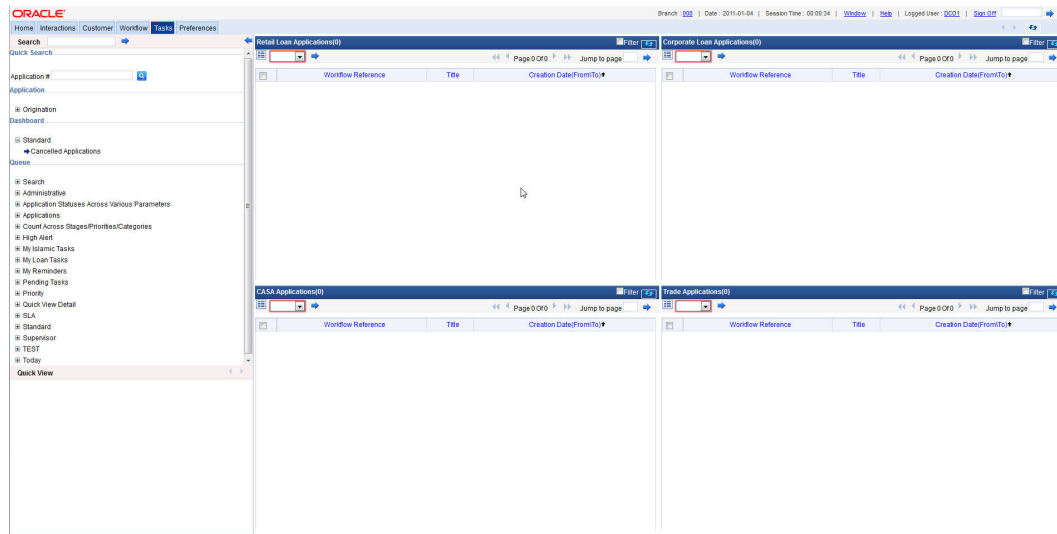 ORACLE
Branch : 000 | Date : 2011-01-04 | Session Time : 00:00:34 | Window | Help | Logged User : DCO1 | Sign Off
Home Interactions Customer Workflow Tasks Preferences
Search
Quick Search
Application #
Application
Origination
Dashboard
Standard
Cancelled Applications
Queue
Search
Administrative
Application Statuses Across Various Parameters
Applications
Count Across Stages/Priorities/Categories
High Alert
My Islamic Tasks
My Loan Tasks
My Reminders
Pending Tasks
Priority
Quick View Detail
SLA
Standard
Supervisor
TEST
Today
Quick View
Retail Loan Applications(0) Filter
Page 0 Of 0 Jump to page
Workflow Reference Title Creation Date(From\To)
Corporate Loan Applications(0) Filter
Page 0 Of 0 Jump to page
Workflow Reference Title Creation Date(From\To)
CASA Applications(0) Filter
Page 0 Of 0 Jump to page
Workflow Reference Title Creation Date(From\To)
Trade Applications(0) Filter
Page 0 Of 0 Jump to page
Workflow Reference Title Creation Date(From\To)